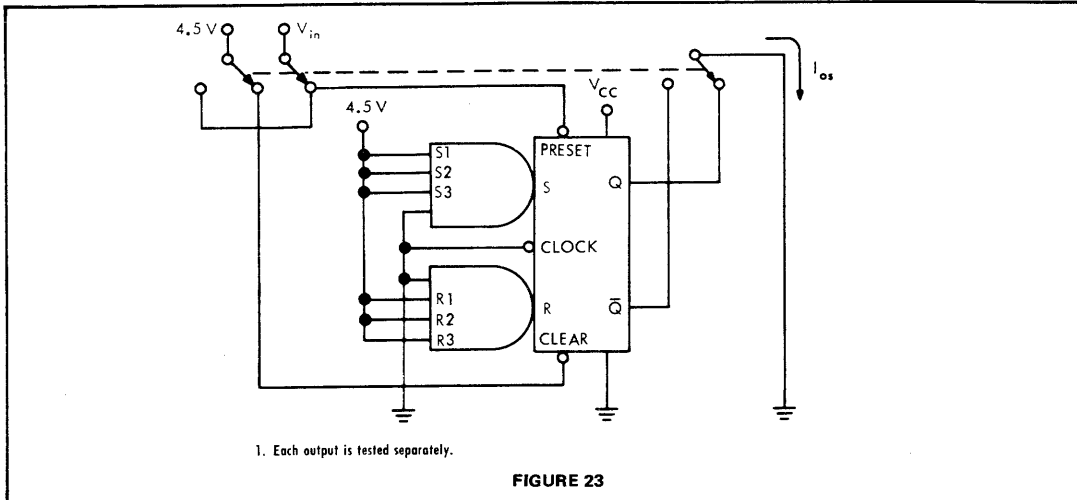 4.5 V
V_in
I_os
4.5 V
V_CC
PRESET
S1
S2
S3
S
Q
CLOCK
R1
R2
R3
R
Q̅
CLEAR
1. Each output is tested separately.
FIGURE 23